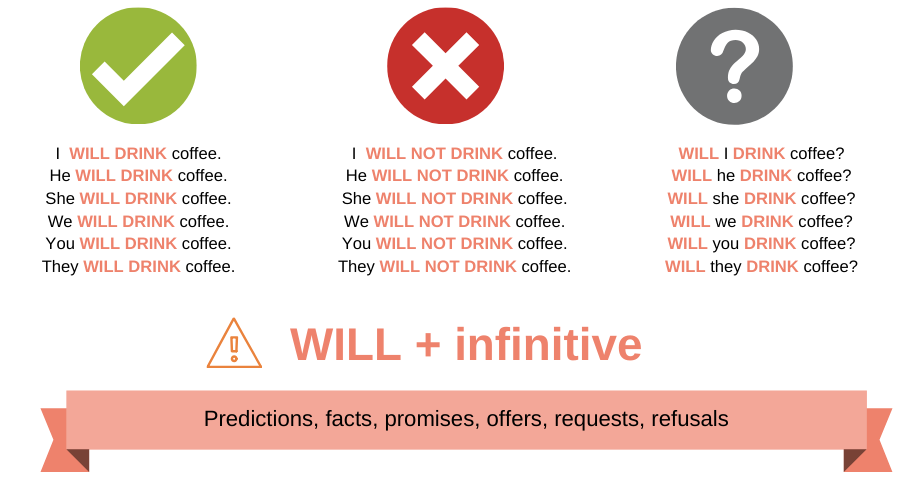 I WILL DRINK coffee.
He WILL DRINK coffee.
She WILL DRINK coffee.
We WILL DRINK coffee.
You WILL DRINK coffee.
They WILL DRINK coffee.
I WILL NOT DRINK coffee.
He WILL NOT DRINK coffee.
She WILL NOT DRINK coffee.
We WILL NOT DRINK coffee.
You WILL NOT DRINK coffee.
They WILL NOT DRINK coffee.
WILL I DRINK coffee?
WILL he DRINK coffee?
WILL she DRINK coffee?
WILL we DRINK coffee?
WILL you DRINK coffee?
WILL they DRINK coffee?
WILL + infinitive
Predictions, facts, promises, offers, requests, refusals